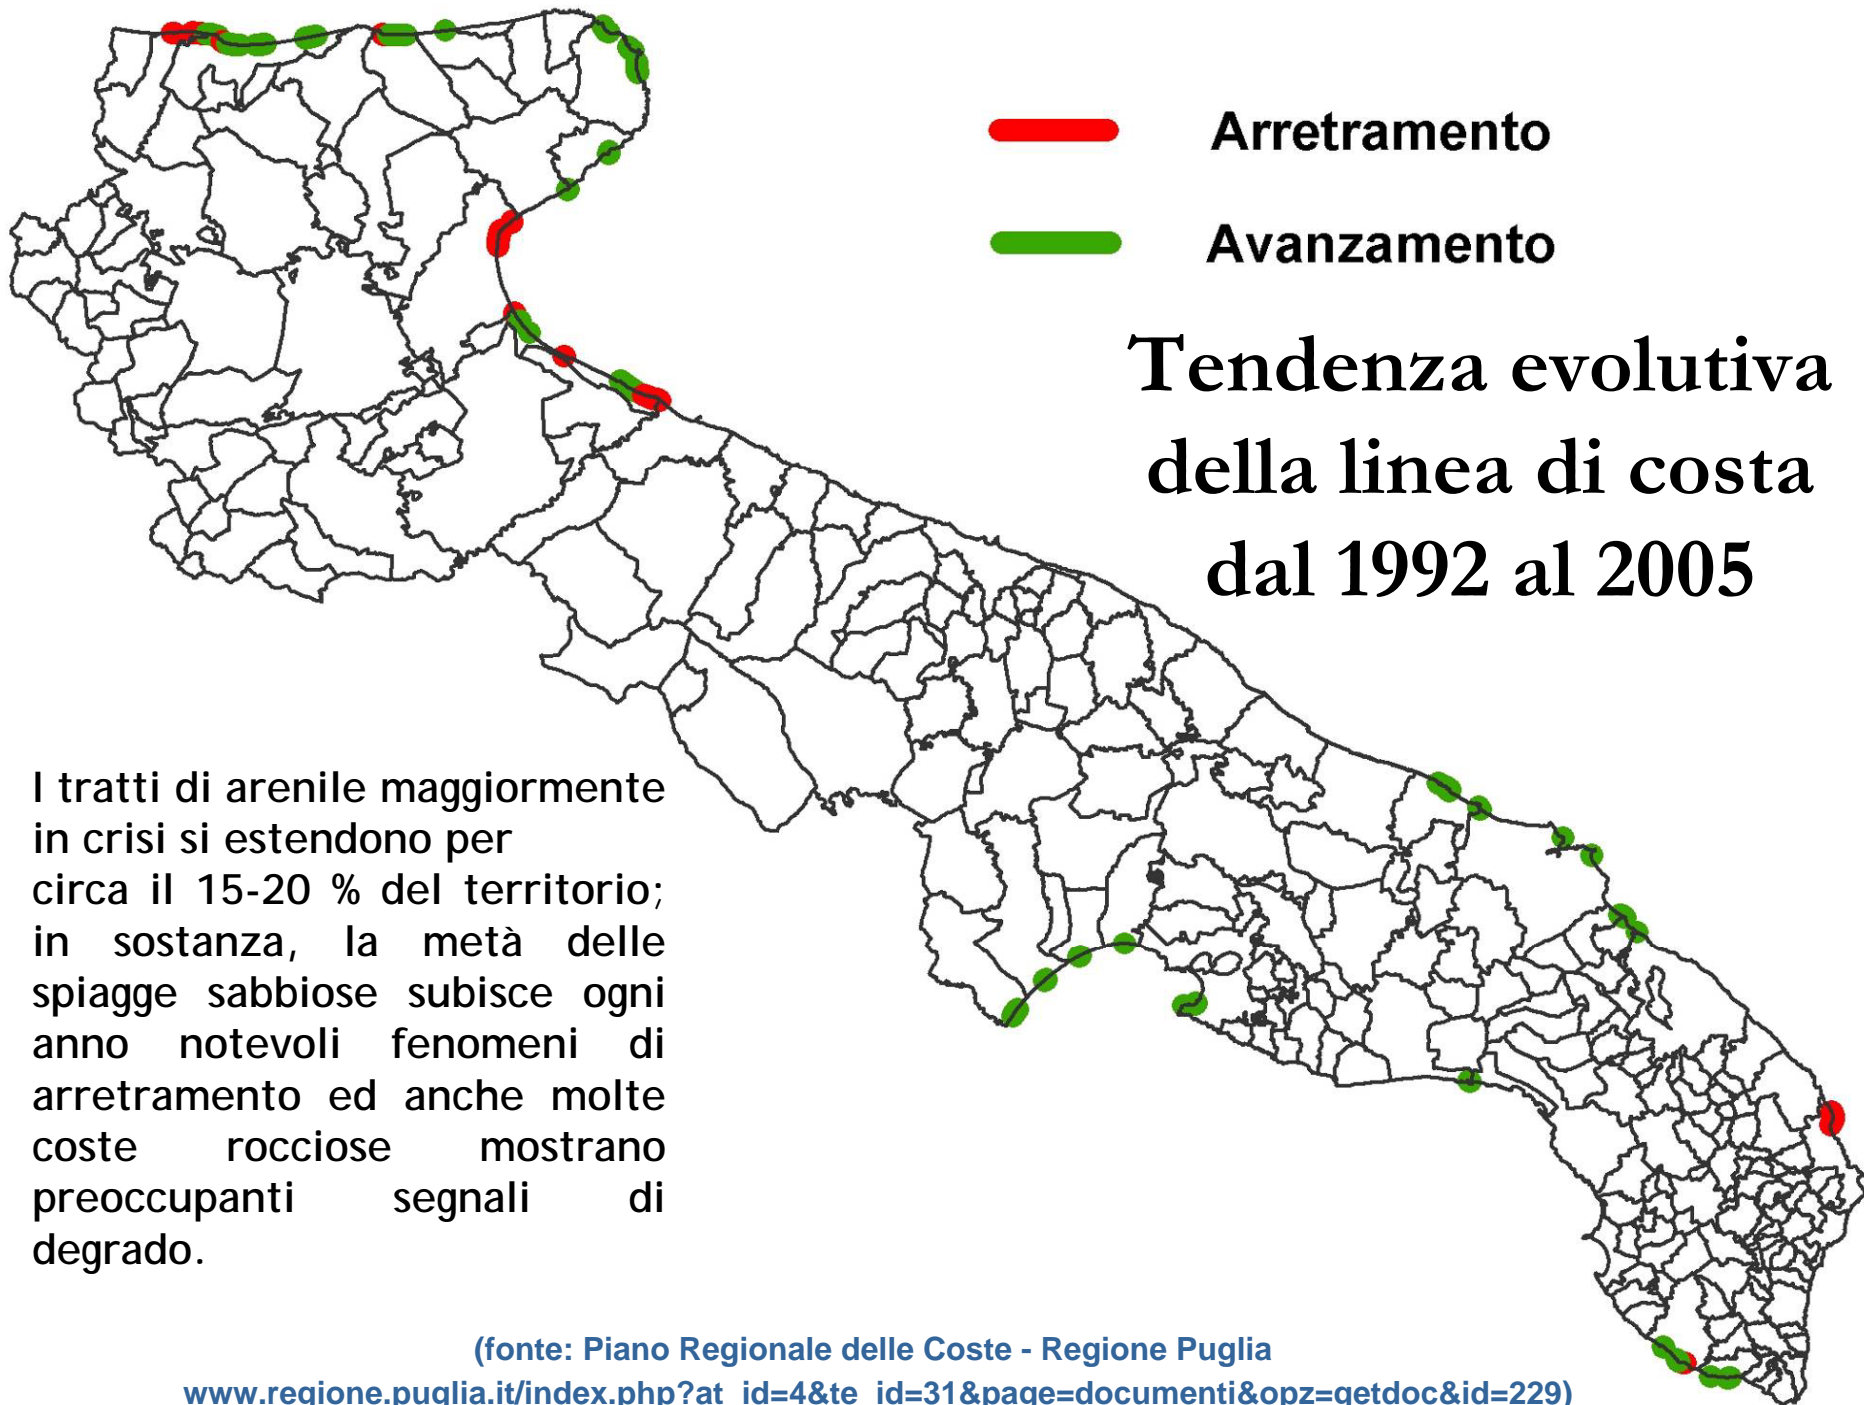 Arretramento
Avanzamento
Tendenza evolutiva
della linea di costa
dal 1992 al 2005
I tratti di arenile maggiormente
in crisi si estendono per
circa il 15-20 % del territorio;
in sostanza, la metà delle
spiagge sabbiose subisce ogni
anno notevoli fenomeni di
arretramento ed anche molte
coste rocciose mostrano
preoccupanti segnali di
degrado.
(fonte: Piano Regionale delle Coste - Regione Puglia
www.regione.puglia.it/index.php?at_id=4&te_id=31&page=documenti&opz=getdoc&id=229)